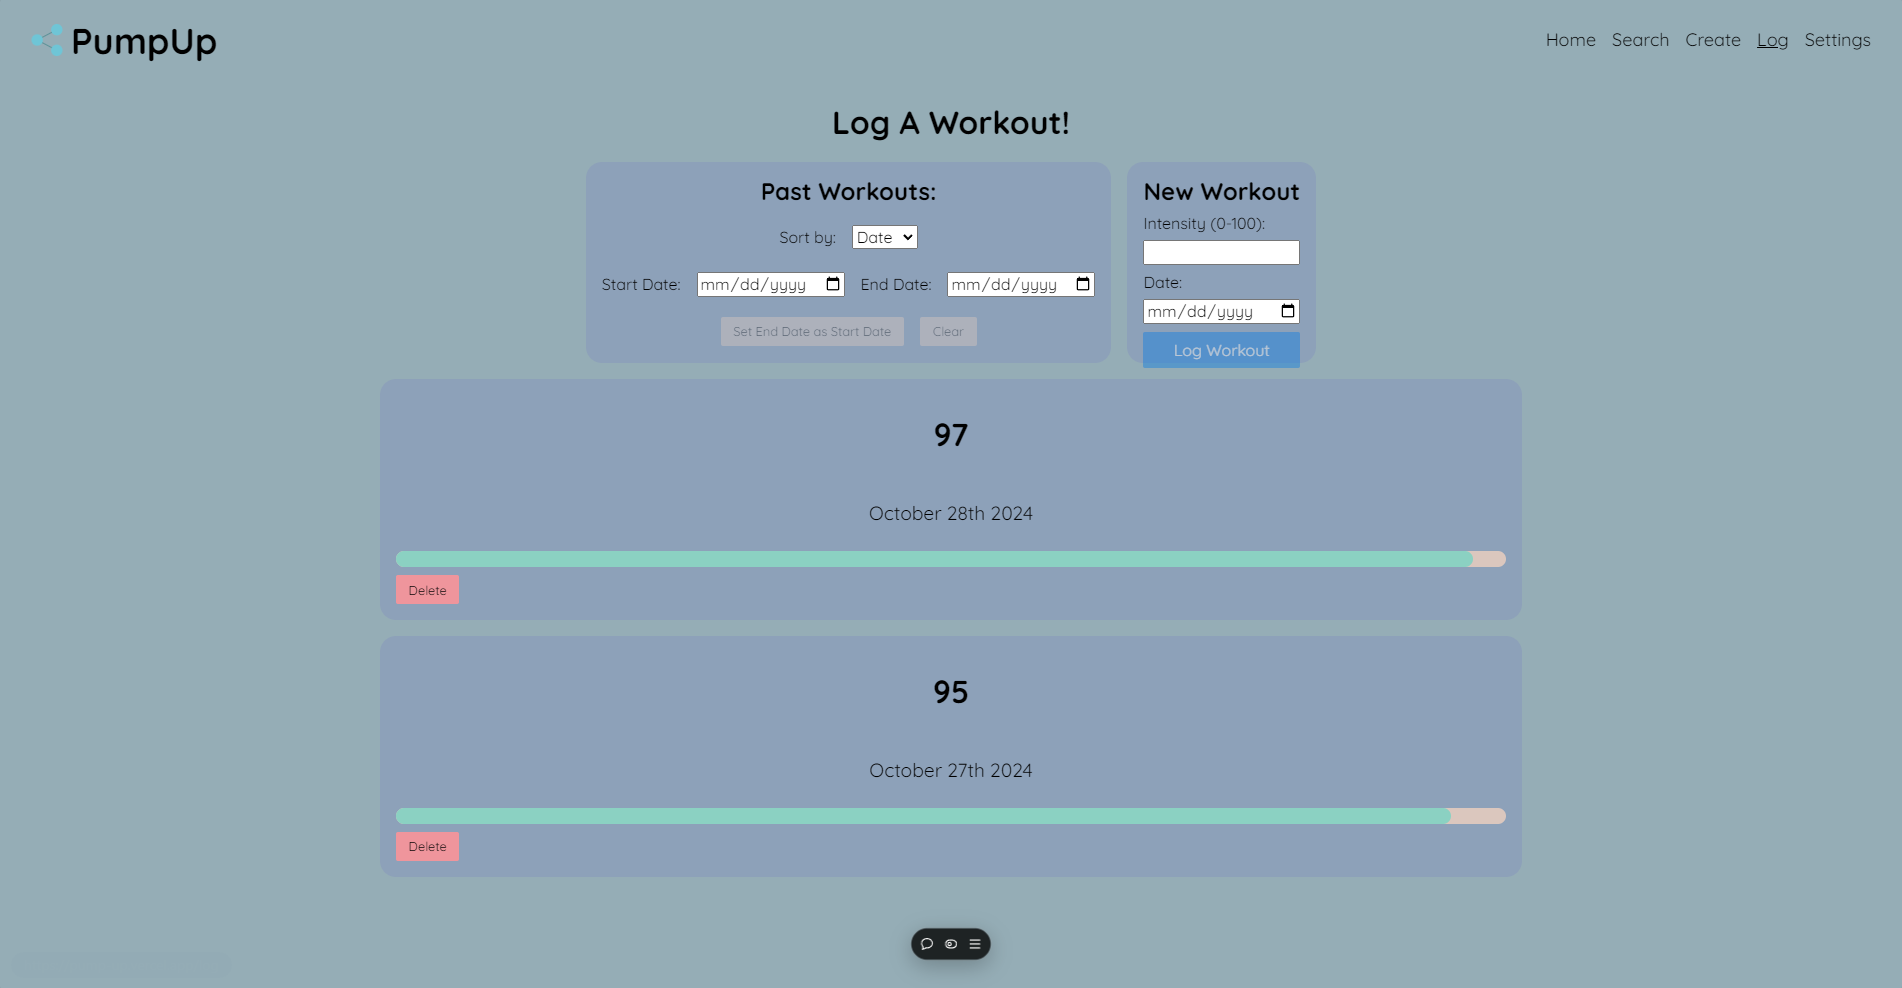 PumpUp
Home Search Create Log Settings
Log A Workout!
Past Workouts:
Sort by: Date
Start Date: mm/dd/yyyy End Date: mm/dd/yyyy
Set End Date as Start Date Clear
New Workout
Intensity (0-100):
Date:
mm/dd/yyyy
Log Workout
97
October 28th 2024
Delete
95
October 27th 2024
Delete